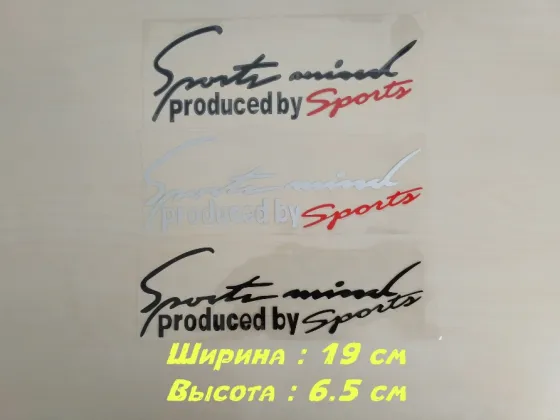 Sports mind
produced by Sports
Sports mind
produced by Sports
Sports mind
produced by Sports
Ширина : 19 см
Высота : 6.5 см